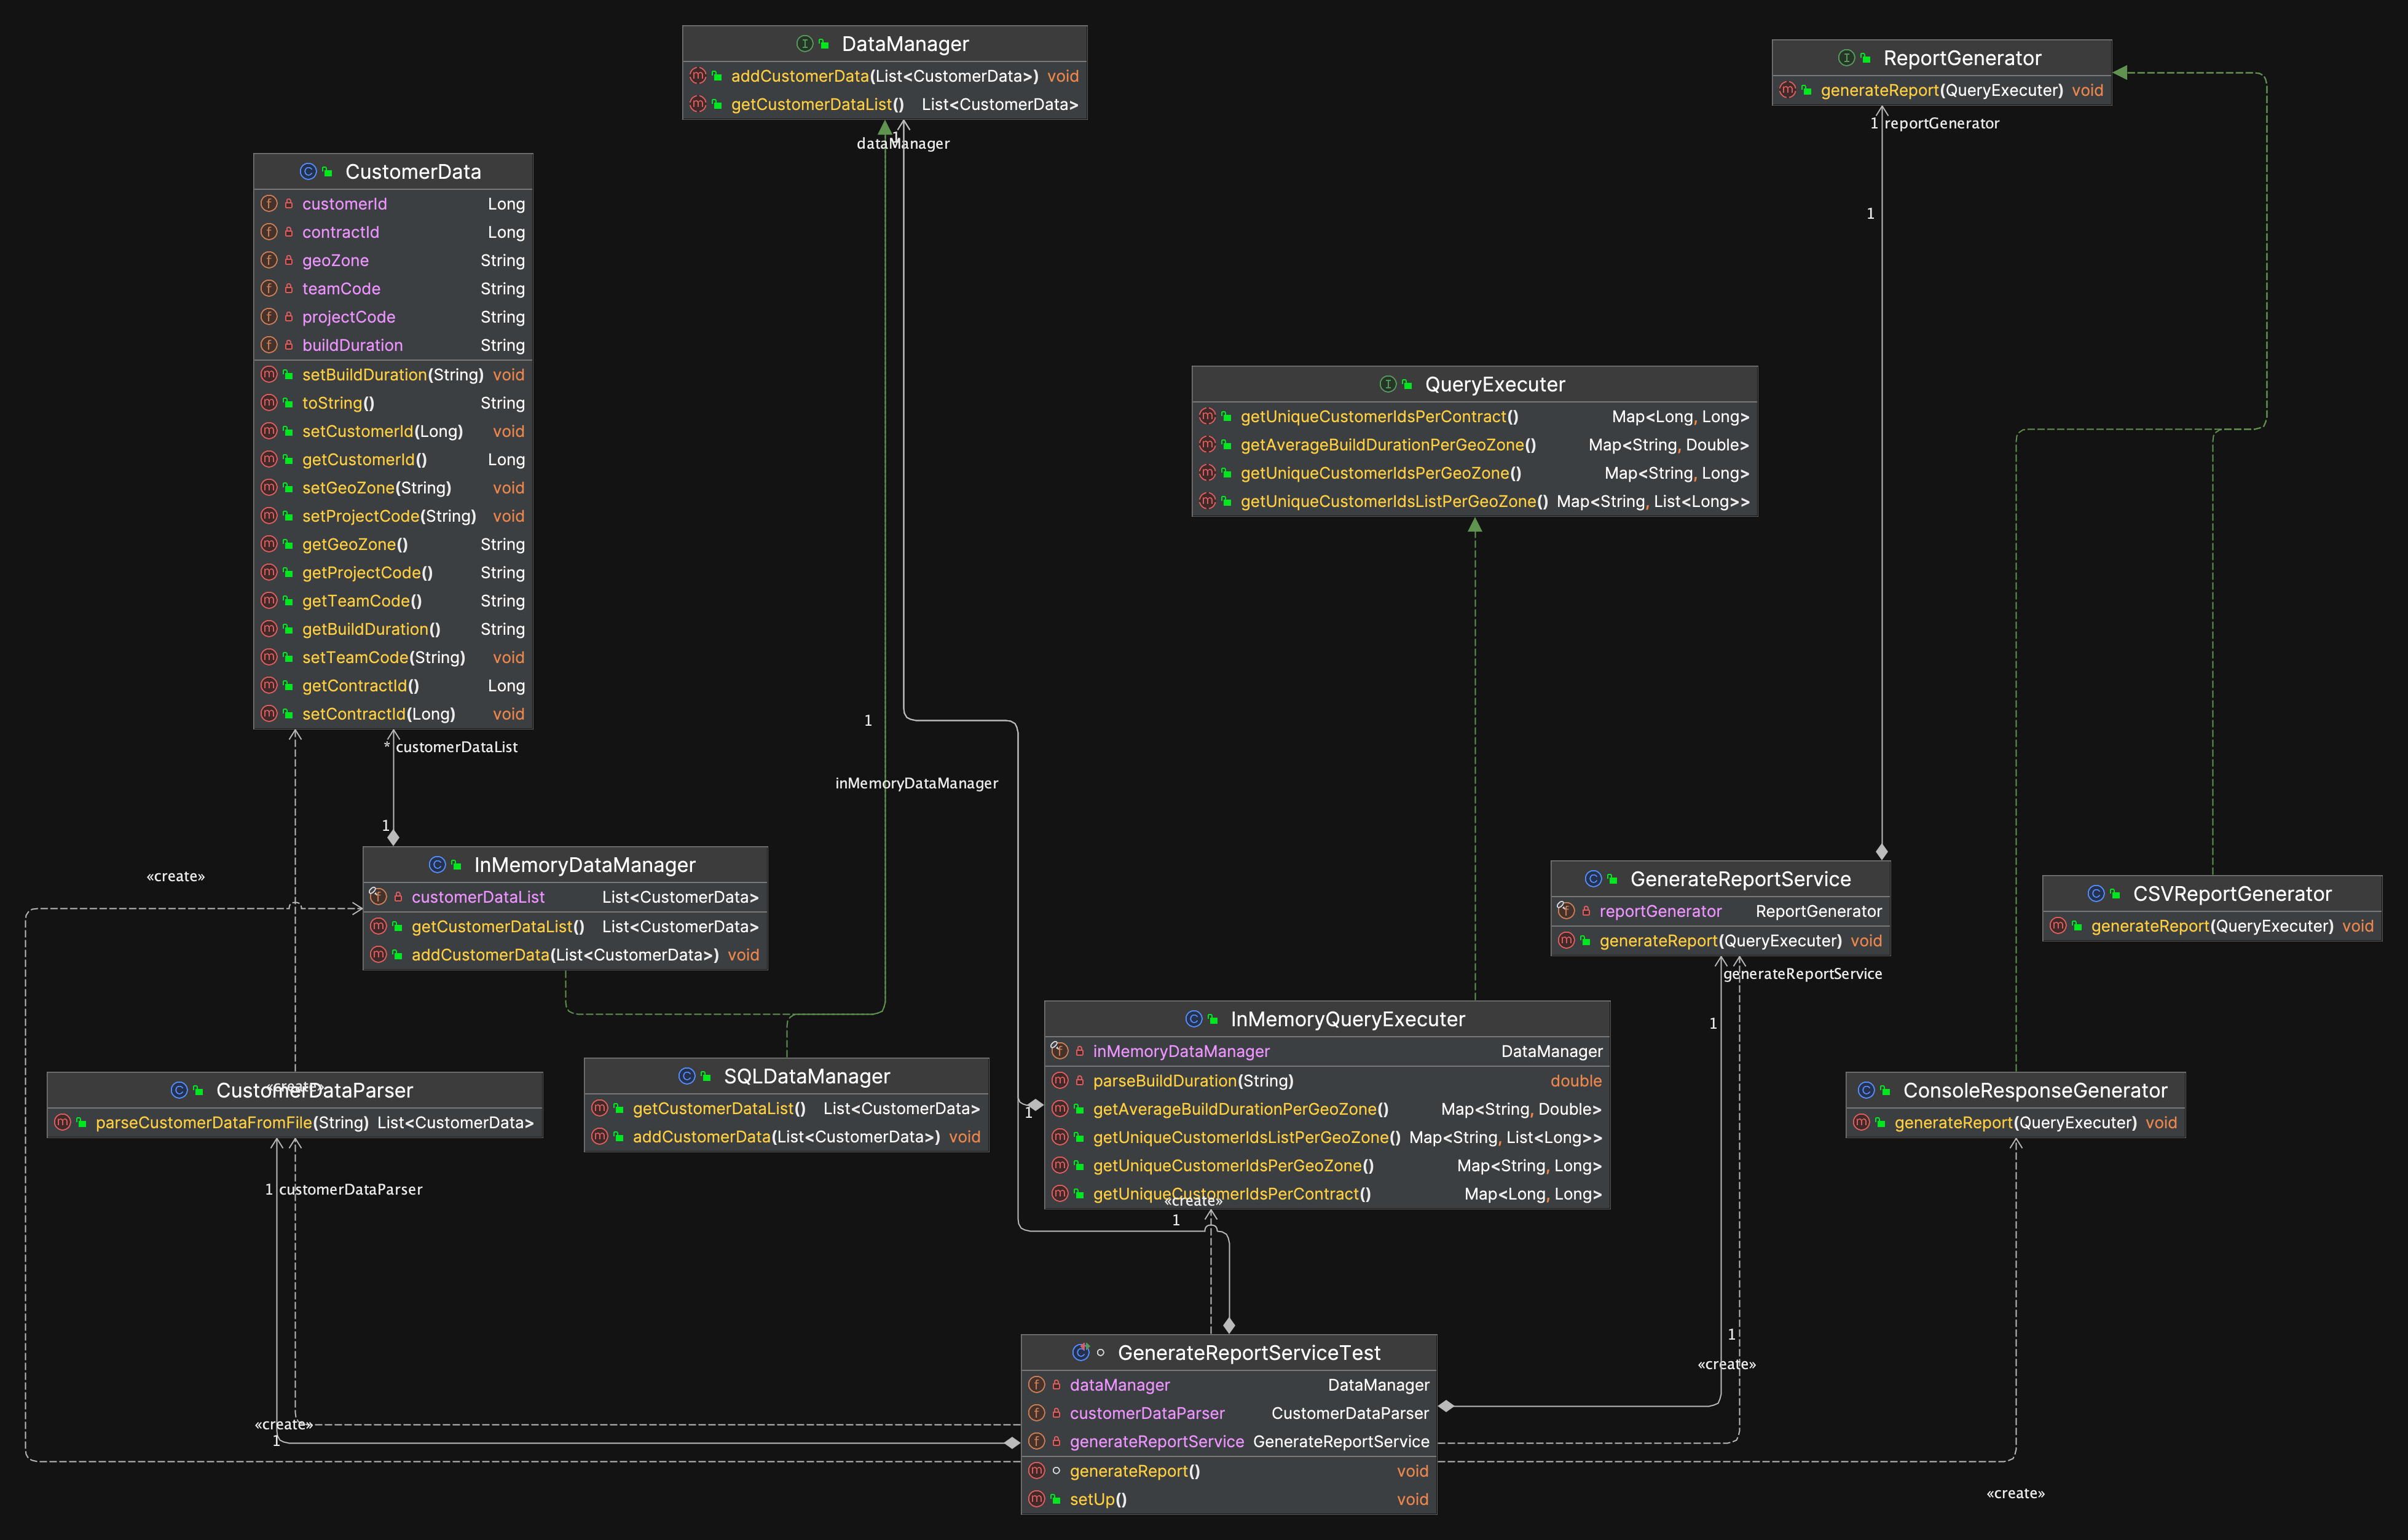 DataManager
addCustomerData(List<CustomerData>) void
getCustomerDataList() List<CustomerData>
1
dataManager
ReportGenerator
generateReport(QueryExecuter) void
1 reportGenerator
1
CustomerData
customerId Long
contractId Long
geoZone String
teamCode String
projectCode String
buildDuration String
setBuildDuration(String) void
toString() String
setCustomerId(Long) void
getCustomerId() Long
setGeoZone(String) void
setProjectCode(String) void
getGeoZone() String
getProjectCode() String
getTeamCode() String
getBuildDuration() String
setTeamCode(String) void
getContractId() Long
setContractId(Long) void
* customerDataList
1
QueryExecuter
getUniqueCustomerIdsPerContract() Map<Long, Long>
getAverageBuildDurationPerGeoZone() Map<String, Double>
getUniqueCustomerIdsPerGeoZone() Map<String, Long>
getUniqueCustomerIdsListPerGeoZone() Map<String, List<Long>>
1
inMemoryDataManager
«create»
InMemoryDataManager
customerDataList List<CustomerData>
getCustomerDataList() List<CustomerData>
addCustomerData(List<CustomerData>) void
GenerateReportService
reportGenerator ReportGenerator
generateReport(QueryExecuter) void
generateReportService
1
CSVReportGenerator
generateReport(QueryExecuter) void
InMemoryQueryExecuter
inMemoryDataManager DataManager
parseBuildDuration(String) double
getAverageBuildDurationPerGeoZone() Map<String, Double>
getUniqueCustomerIdsListPerGeoZone() Map<String, List<Long>>
getUniqueCustomerIdsPerGeoZone() Map<String, Long>
getUniqueCustomerIdsPerContract() Map<Long, Long>
1
«create»
1
SQLDataManager
getCustomerDataList() List<CustomerData>
addCustomerData(List<CustomerData>) void
CustomerDataParser
«create»
parseCustomerDataFromFile(String) List<CustomerData>
1 customerDataParser
ConsoleResponseGenerator
generateReport(QueryExecuter) void
1
«create»
GenerateReportServiceTest
dataManager DataManager
customerDataParser CustomerDataParser
generateReportService GenerateReportService
generateReport() void
setUp() void
«create»
1
«create»